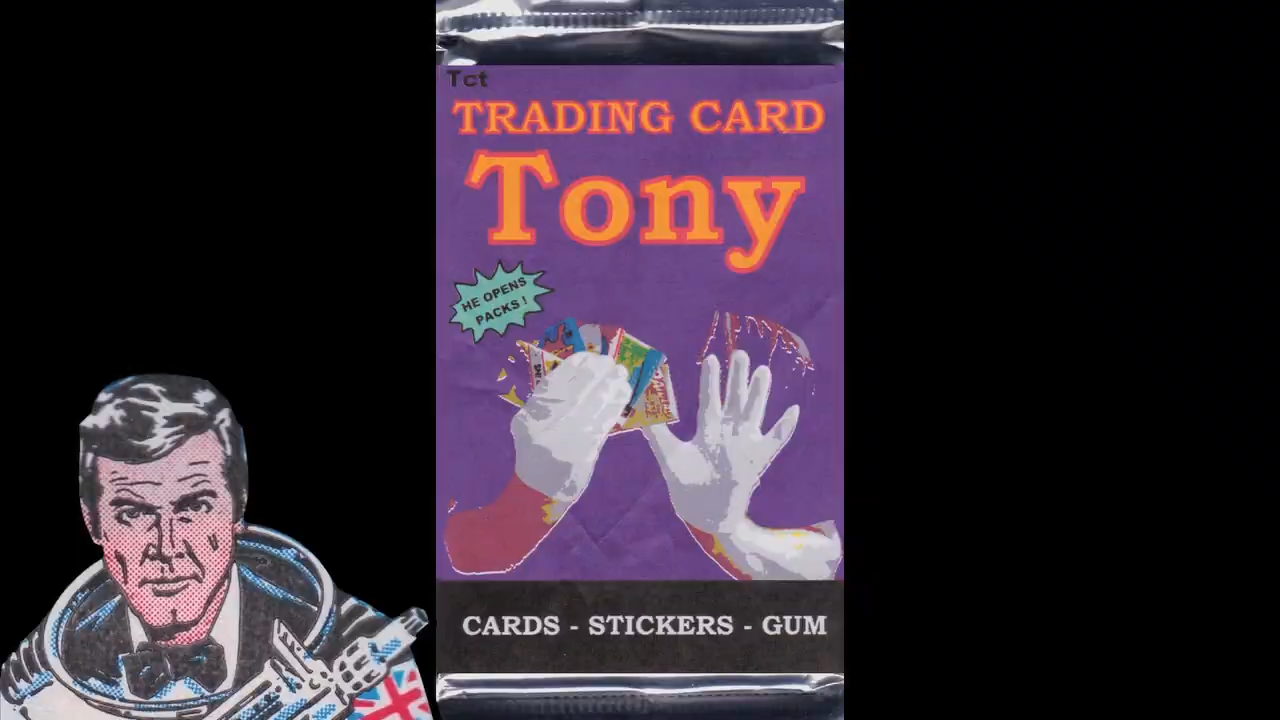 Tct
TRADING CARD
Tony
HE OPENS
PACKS!
CARDS - STICKERS - GUM